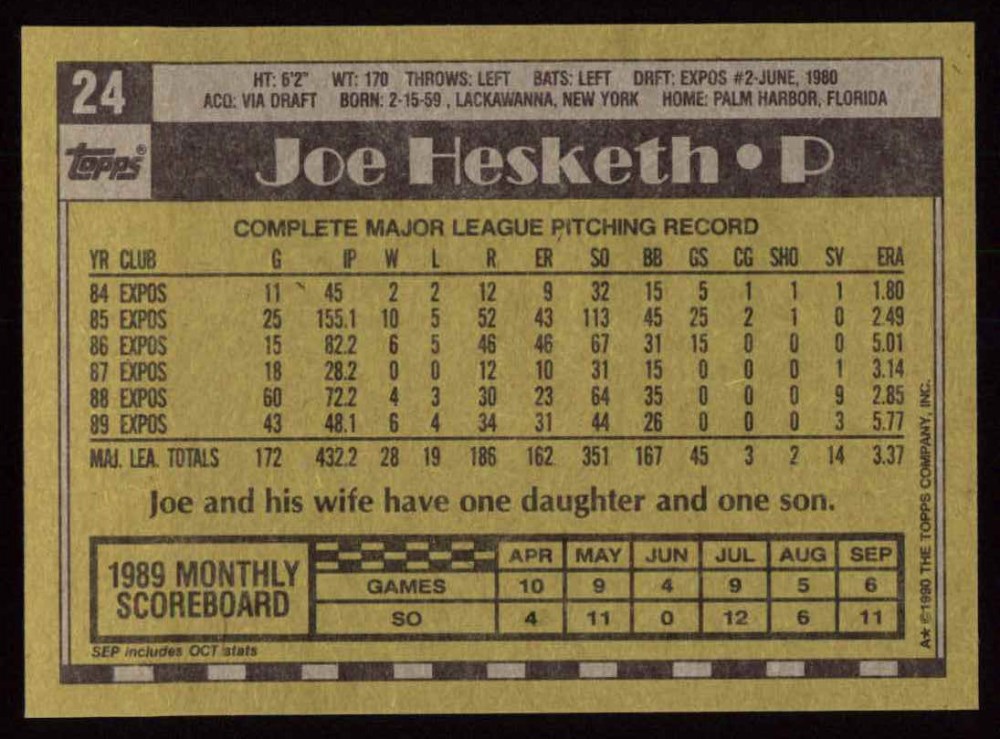 24
HT: 6'2" WT: 170 THROWS: LEFT BATS: LEFT DRFT: EXPOS #2-JUNE, 1980
ACQ: VIA DRAFT BORN: 2-15-59, LACKAWANNA, NEW YORK HOME: PALM HARBOR, FLORIDA
TOPPS®
Joe Hesketh • P
COMPLETE MAJOR LEAGUE PITCHING RECORD
YR CLUB G IP W L R ER SO BB GS CG SHO SV ERA
84 EXPOS 11 45 2 2 12 9 32 15 5 1 1 1 1.80
85 EXPOS 25 155.1 10 5 52 43 113 45 25 2 1 0 2.49
86 EXPOS 15 82.2 6 5 46 46 67 31 15 0 0 0 5.01
87 EXPOS 18 28.2 0 0 12 10 31 15 0 0 0 1 3.14
88 EXPOS 60 72.2 4 3 30 23 64 35 0 0 0 9 2.85
89 EXPOS 43 48.1 6 4 34 31 44 26 0 0 0 3 5.77
MAJ. LEA. TOTALS 172 432.2 28 19 186 162 351 167 45 3 2 14 3.37
Joe and his wife have one daughter and one son.
1989 MONTHLY
SCOREBOARD
APR MAY JUN JUL AUG SEP
GAMES 10 9 4 9 5 6
SO 4 11 0 12 6 11
SEP includes OCT stats
A★ ©1990 THE TOPPS COMPANY, INC.